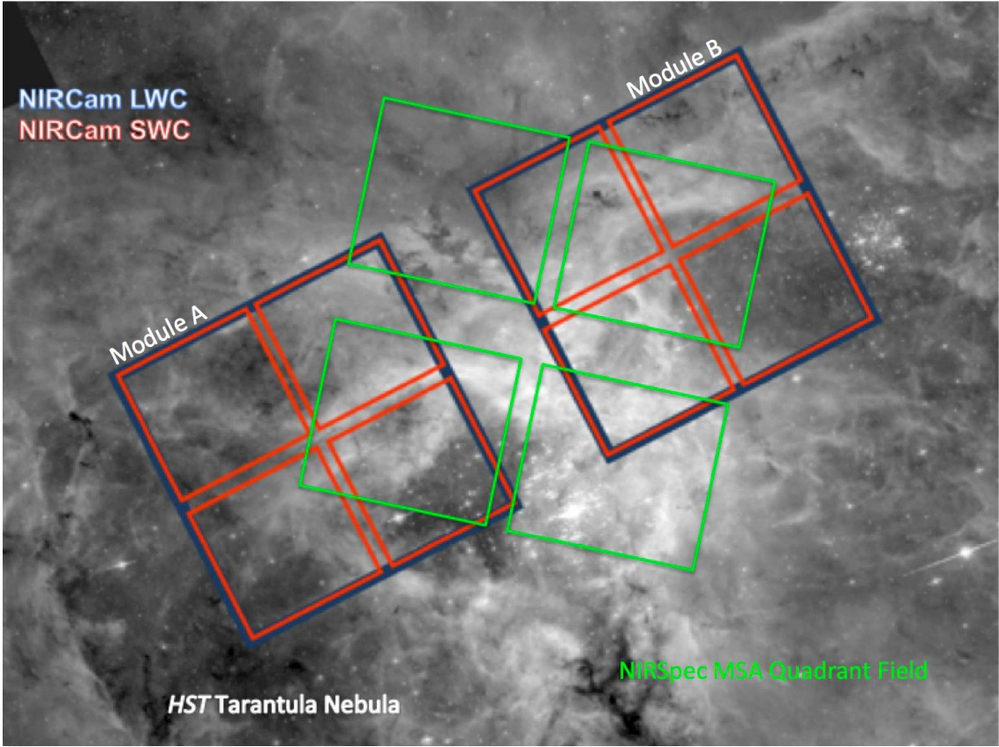 Module B
NIRCam LWC
NIRCam SWC
Module A
NIRSpec MSA Quadrant Field
HST Tarantula Nebula